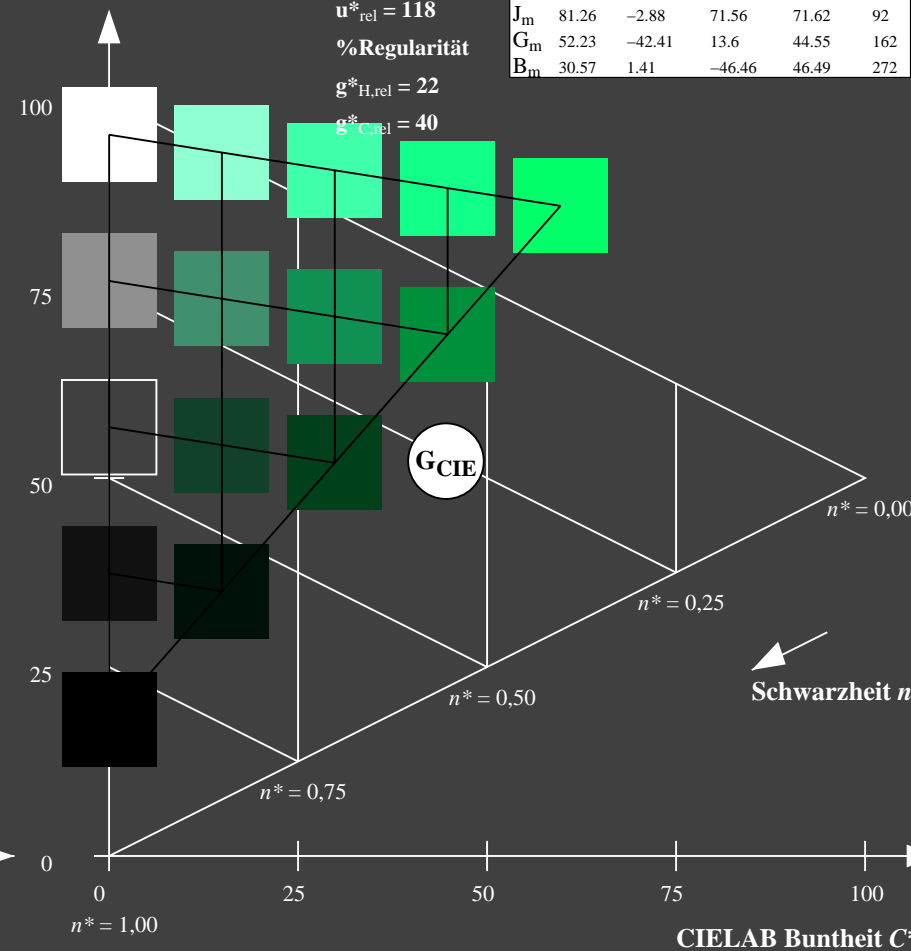 u*rel = 118
%Regularität
g*H,rel = 22
g*C,rel = 40
Jm 81.26 −2.88 71.56 71.62 92
Gm 52.23 −42.41 13.6 44.55 162
Bm 30.57 1.41 −46.46 46.49 272
100
75
50
25
0
GCIE
n* = 0,00
n* = 0,25
Schwarzheit n
n* = 0,50
n* = 0,75
0 25 50 75 100
n* = 1,00
CIELAB Buntheit C*